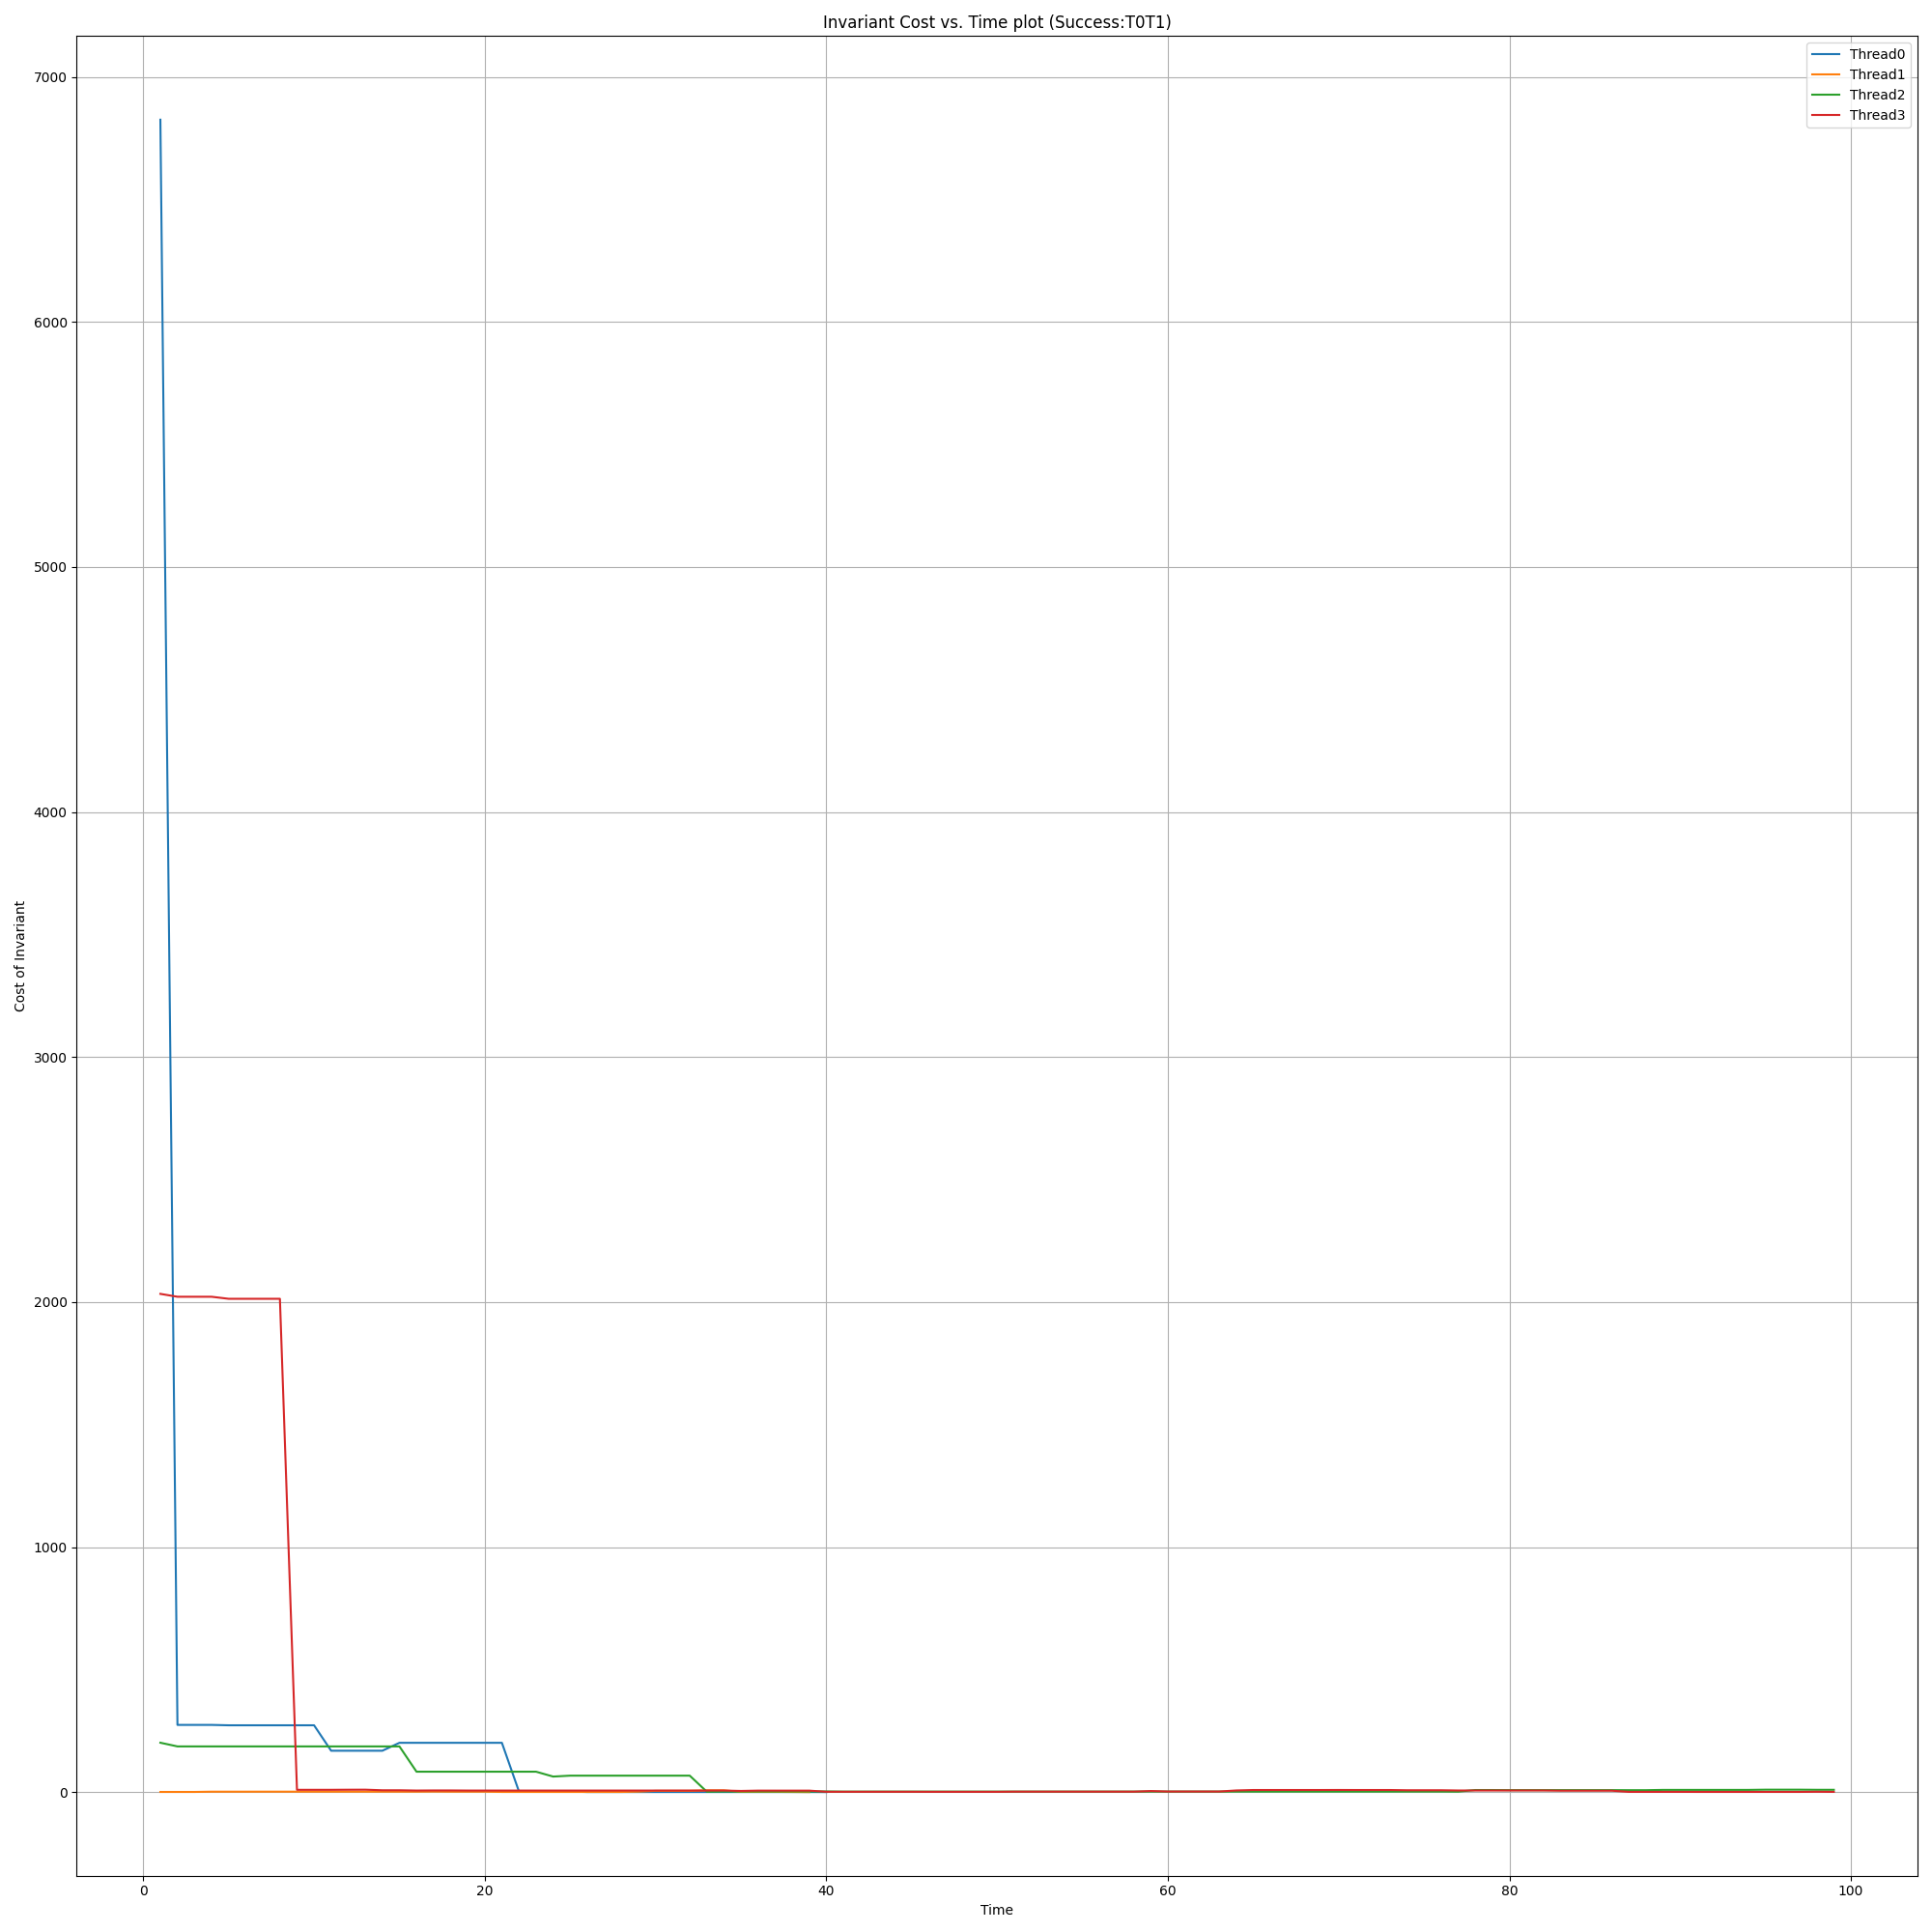 Invariant Cost vs. Time plot (Success:T0T1)
Thread0
Thread1
Thread2
Thread3
7000
6000
5000
4000
3000
2000
1000
0
Cost of Invariant
0 20 40 60 80 100
Time